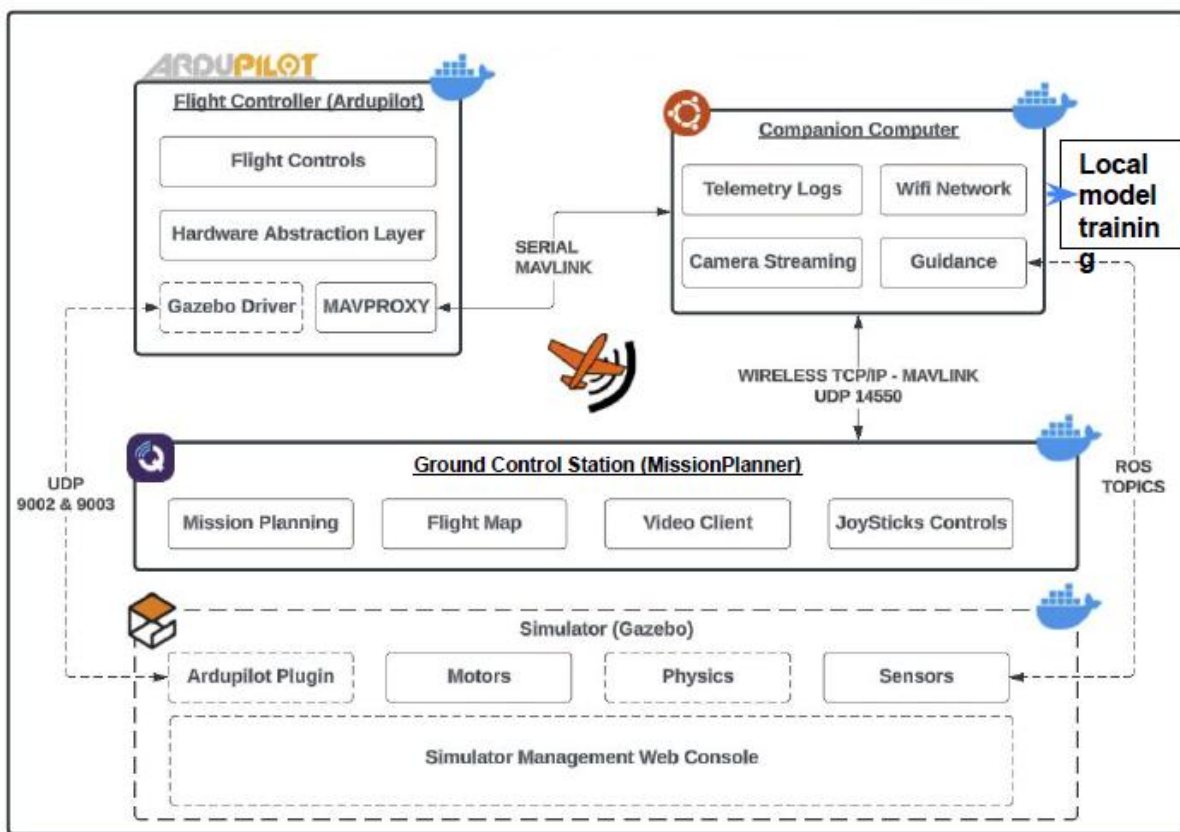 ARDUPILOT
Flight Controller (Ardupilot)
Flight Controls
Hardware Abstraction Layer
Gazebo Driver
MAVPROXY
SERIAL
MAVLINK
Companion Computer
Telemetry Logs
Wifi Network
Camera Streaming
Guidance
Local
model
trainin
g
WIRELESS TCP/IP - MAVLINK
UDP 14550
UDP
9002 & 9003
ROS
TOPICS
Ground Control Station (MissionPlanner)
Mission Planning
Flight Map
Video Client
JoySticks Controls
Simulator (Gazebo)
Ardupilot Plugin
Motors
Physics
Sensors
Simulator Management Web Console